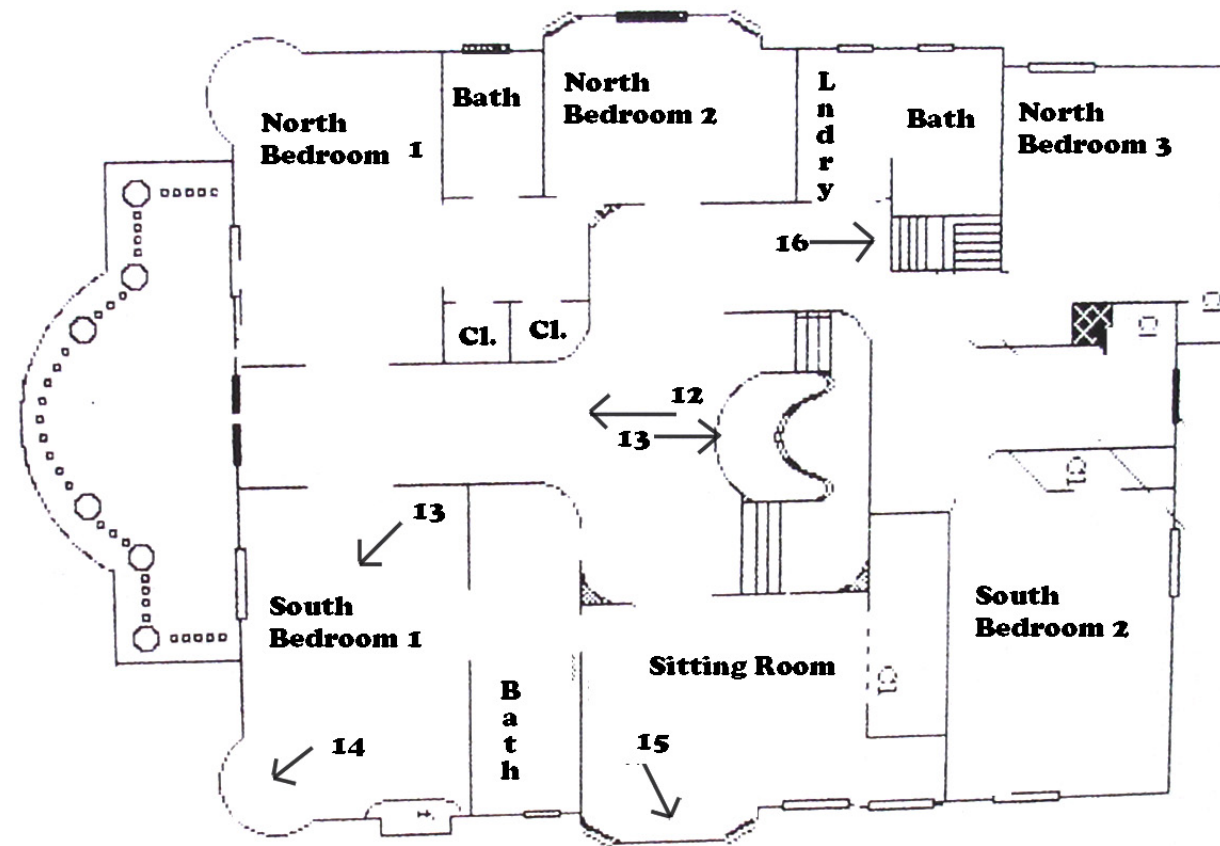 North
Bedroom 1
Bath
North
Bedroom 2
L
n
d
r
y
Bath
North
Bedroom 3
16
Cl.
Cl.
12
13
13
South
Bedroom 1
14
B
a
t
h
Sitting Room
15
South
Bedroom 2